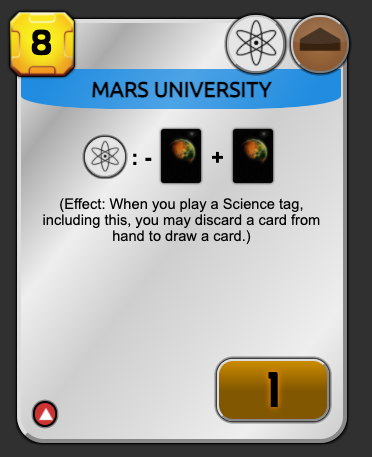 8
MARS UNIVERSITY
: - +
(Effect: When you play a Science tag,
including this, you may discard a card from
hand to draw a card.)
1